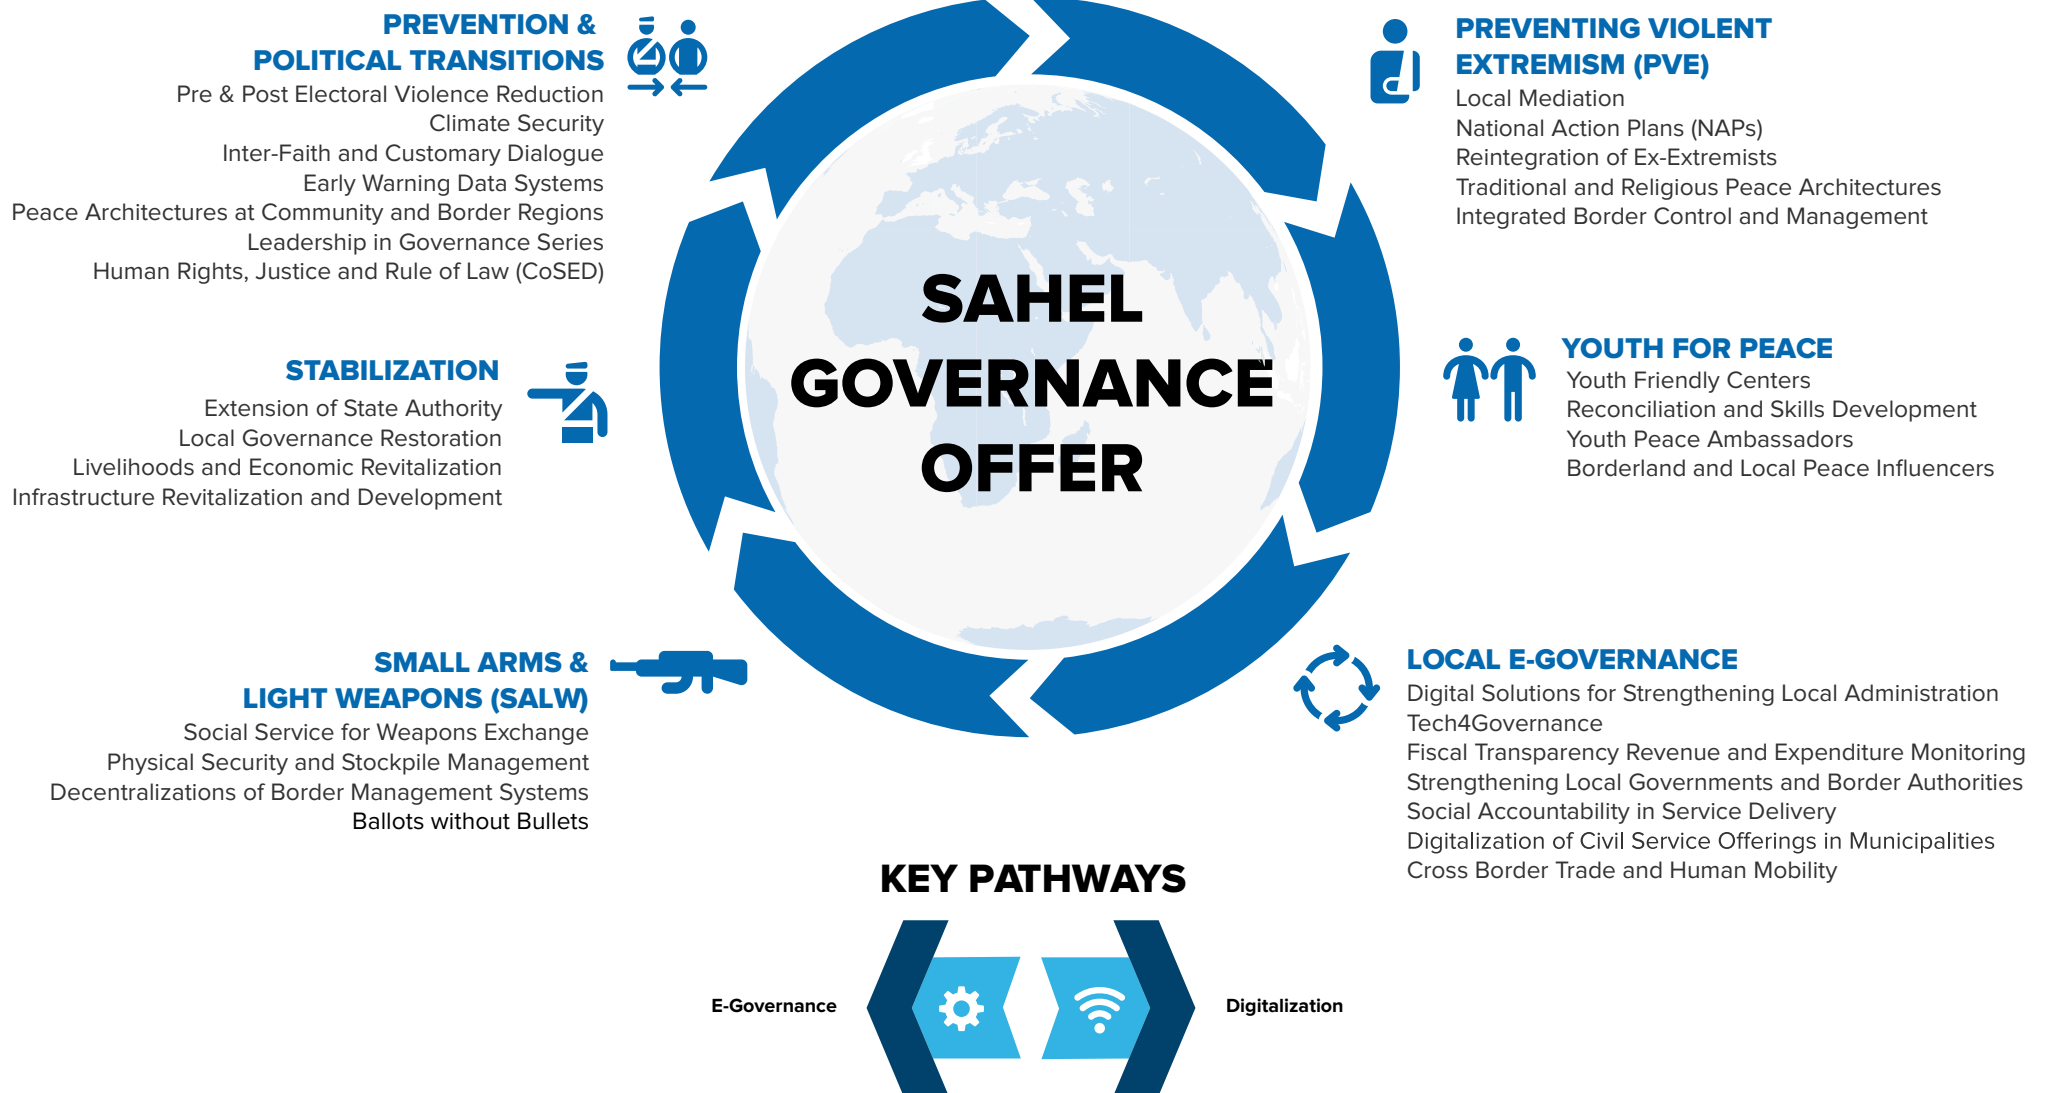 PREVENTION &
POLITICAL TRANSITIONS
Pre & Post Electoral Violence Reduction
Climate Security
Inter-Faith and Customary Dialogue
Early Warning Data Systems
Peace Architectures at Community and Border Regions
Leadership in Governance Series
Human Rights, Justice and Rule of Law (CoSED)
STABILIZATION
Extension of State Authority
Local Governance Restoration
Livelihoods and Economic Revitalization
Infrastructure Revitalization and Development
SMALL ARMS &
LIGHT WEAPONS (SALW)
Social Service for Weapons Exchange
Physical Security and Stockpile Management
Decentralizations of Border Management Systems
Ballots without Bullets
SAHEL
GOVERNANCE
OFFER
PREVENTING VIOLENT
EXTREMISM (PVE)
Local Mediation
National Action Plans (NAPs)
Reintegration of Ex-Extremists
Traditional and Religious Peace Architectures
Integrated Border Control and Management
YOUTH FOR PEACE
Youth Friendly Centers
Reconciliation and Skills Development
Youth Peace Ambassadors
Borderland and Local Peace Influencers
LOCAL E-GOVERNANCE
Digital Solutions for Strengthening Local Administration
Tech4Governance
Fiscal Transparency Revenue and Expenditure Monitoring
Strengthening Local Governments and Border Authorities
Social Accountability in Service Delivery
Digitalization of Civil Service Offerings in Municipalities
Cross Border Trade and Human Mobility
KEY PATHWAYS
E-Governance
Digitalization